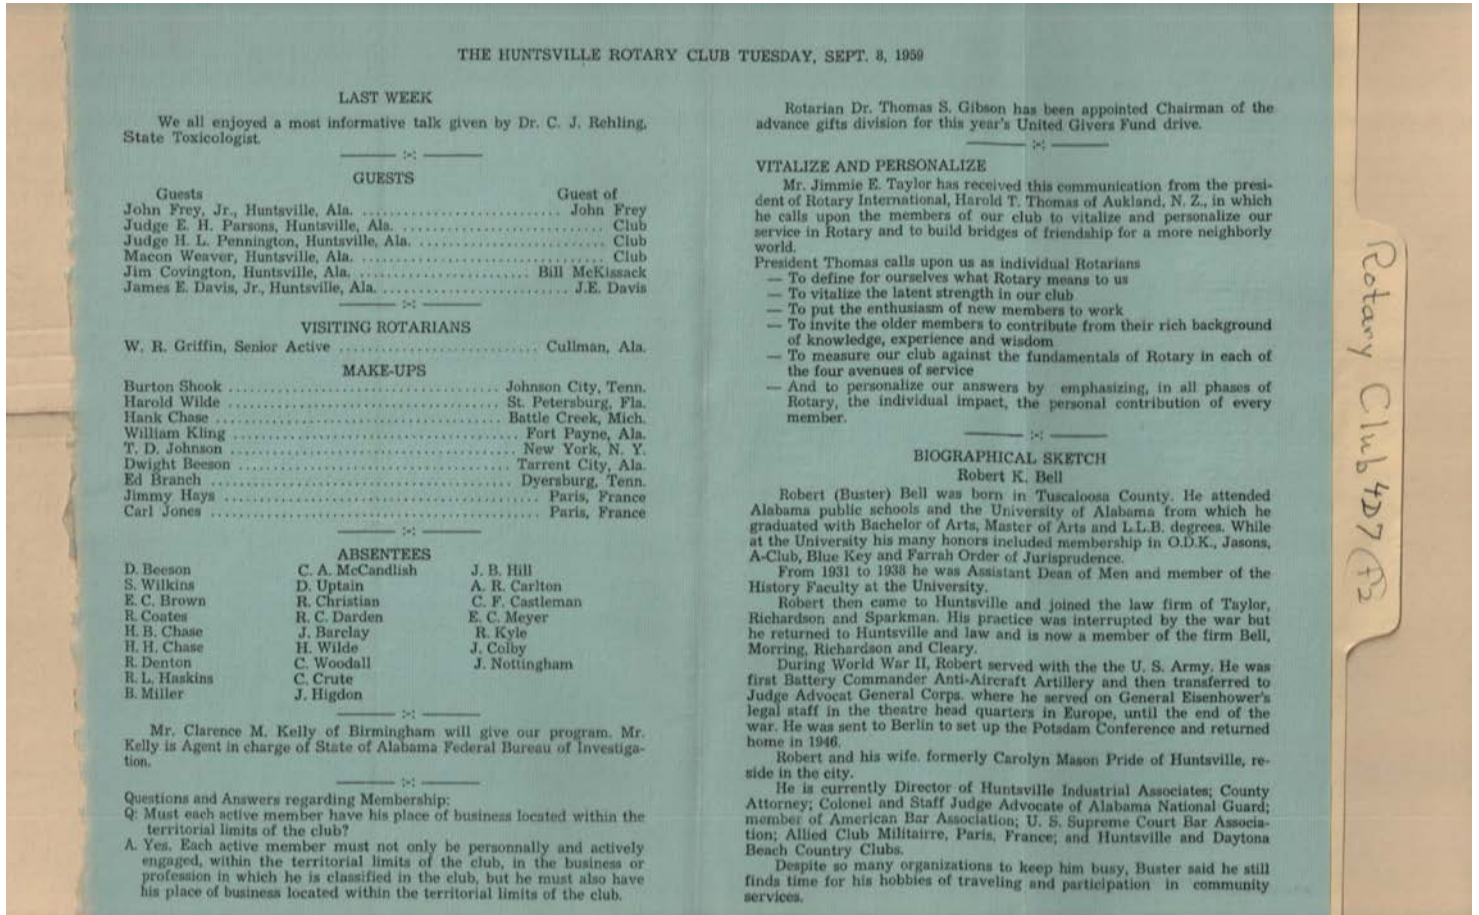 THE HUNTSVILLE ROTARY CLUB TUESDAY, SEPT. 8, 1959
LAST WEEK
We all enjoyed a most informative talk given by Dr. C. J. Rehling,
State Toxicologist.
GUESTS
Guests Guest of
John Frey, Jr., Huntsville, Ala. .............................. John Frey
Judge E. H. Parsons, Huntsville, Ala. .............................. Club
Judge H. L. Pennington, Huntsville, Ala. .......................... Club
Macon Weaver, Huntsville, Ala. .................................. Club
Jim Covington, Huntsville, Ala. ........................ Bill McKissack
James E. Davis, Jr., Huntsville, Ala. .......................... J.E. Davis
VISITING ROTARIANS
W. R. Griffin, Senior Active ............................ Cullman, Ala.
MAKE-UPS
Burton Shook ...................................... Johnson City, Tenn.
Harold Wilde ...................................... St. Petersburg, Fla.
Hank Chase ........................................ Battle Creek, Mich.
William Kling ........................................ Fort Payne, Ala.
T. D. Johnson ........................................ New York, N. Y.
Dwight Beeson ...................................... Tarrent City, Ala.
Ed Branch .......................................... Dyersburg, Tenn.
Jimmy Hays ............................................ Paris, France
Carl Jones .............................................. Paris, France
ABSENTEES
D. Beeson C. A. McCandlish J. B. Hill
S. Wilkins D. Uptain A. R. Carlton
E. C. Brown R. Christian C. F. Castleman
R. Coates R. C. Darden E. C. Meyer
H. B. Chase J. Barclay R. Kyle
H. H. Chase H. Wilde J. Colby
R. Denton C. Woodall J. Nottingham
R. L. Haskins C. Crute
B. Miller J. Higdon
Mr. Clarence M. Kelly of Birmingham will give our program. Mr.
Kelly is Agent in charge of State of Alabama Federal Bureau of Investiga-
tion.
Questions and Answers regarding Membership:
Q: Must each active member have his place of business located within the
territorial limits of the club?
A. Yes. Each active member must not only be personnally and actively
engaged, within the territorial limits of the club, in the business or
profession in which he is classified in the club, but he must also have
his place of business located within the territorial limits of the club.
Rotarian Dr. Thomas S. Gibson has been appointed Chairman of the
advance gifts division for this year's United Givers Fund drive.
VITALIZE AND PERSONALIZE
Mr. Jimmie E. Taylor has received this communication from the presi-
dent of Rotary International, Harold T. Thomas of Aukland, N. Z., in which
he calls upon the members of our club to vitalize and personalize our
service in Rotary and to build bridges of friendship for a more neighborly
world.
President Thomas calls upon us as individual Rotarians
— To define for ourselves what Rotary means to us
— To vitalize the latent strength in our club
— To put the enthusiasm of new members to work
— To invite the older members to contribute from their rich background
of knowledge, experience and wisdom
— To measure our club against the fundamentals of Rotary in each of
the four avenues of service
— And to personalize our answers by emphasizing, in all phases of
Rotary, the individual impact, the personal contribution of every
member.
BIOGRAPHICAL SKETCH
Robert K. Bell
Robert (Buster) Bell was born in Tuscaloosa County. He attended
Alabama public schools and the University of Alabama from which he
graduated with Bachelor of Arts, Master of Arts and L.L.B. degrees. While
at the University his many honors included membership in O.D.K., Jasons,
A-Club, Blue Key and Farrah Order of Jurisprudence.
From 1931 to 1938 he was Assistant Dean of Men and member of the
History Faculty at the University.
Robert then came to Huntsville and joined the law firm of Taylor,
Richardson and Sparkman. His practice was interrupted by the war but
he returned to Huntsville and law and is now a member of the firm Bell,
Morring, Richardson and Cleary.
During World War II, Robert served with the the U. S. Army. He was
first Battery Commander Anti-Aircraft Artillery and then transferred to
Judge Advocat General Corps. where he served on General Eisenhower's
legal staff in the theatre head quarters in Europe, until the end of the
war. He was sent to Berlin to set up the Potsdam Conference and returned
home in 1946.
Robert and his wife. formerly Carolyn Mason Pride of Huntsville, re-
side in the city.
He is currently Director of Huntsville Industrial Associates; County
Attorney; Colonel and Staff Judge Advocate of Alabama National Guard;
member of American Bar Association; U. S. Supreme Court Bar Associa-
tion; Allied Club Militairre, Paris, France; and Huntsville and Daytona
Beach Country Clubs.
Despite so many organizations to keep him busy, Buster said he still
finds time for his hobbies of traveling and participation in community
services.
Rotary Club 4D7